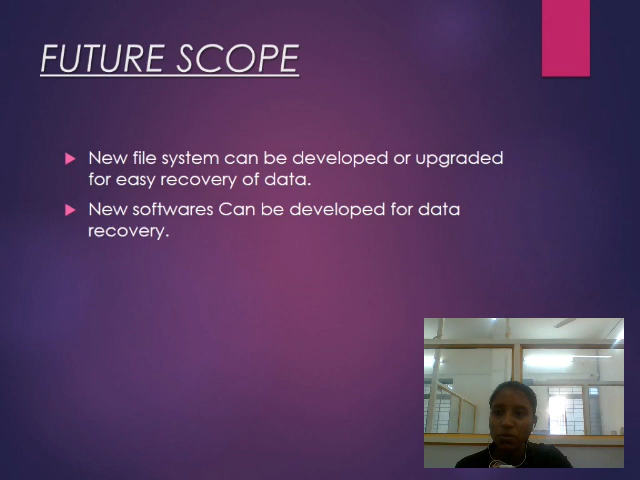 FUTURE SCOPE
New file system can be developed or upgraded
for easy recovery of data.
New softwares Can be developed for data
recovery.